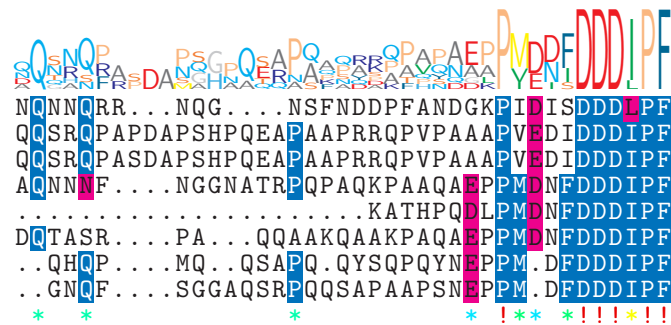 NQNNQRR...NQG....NSFNDDPFANDGKPIDISDDDLPF
QQSRQPAPDAPSHPQEAPAAPRRQPVPAAAPVEDIDDDIPF
QQSRQPASDAPSHPQEAPAAPRRQPVPAAAPVEDIDDDIPF
AQNNNF....NGGNATRPQPAQKPAAQAEPPMDNFDDDIPF
......................KATHPQDLPMDNFDDDIPF
DQTASR....PA...QQAAKQAAKPAQAEPPMDNFDDDIPF
..QHQP....MQ..QSAPQ.QYSQPQYNEPPM.DFDDDIPF
..GNQF....SGGAQSRPQQSAPAAPSNEPPM.DFDDDIPF
* * * * ! * * * ! ! ! * ! !